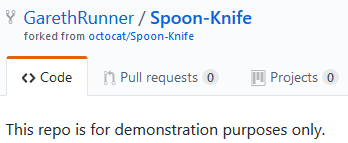 GarethRunner / Spoon-Knife
forked from octocat/Spoon-Knife
<> Code Pull requests 0 Projects 0
This repo is for demonstration purposes only.